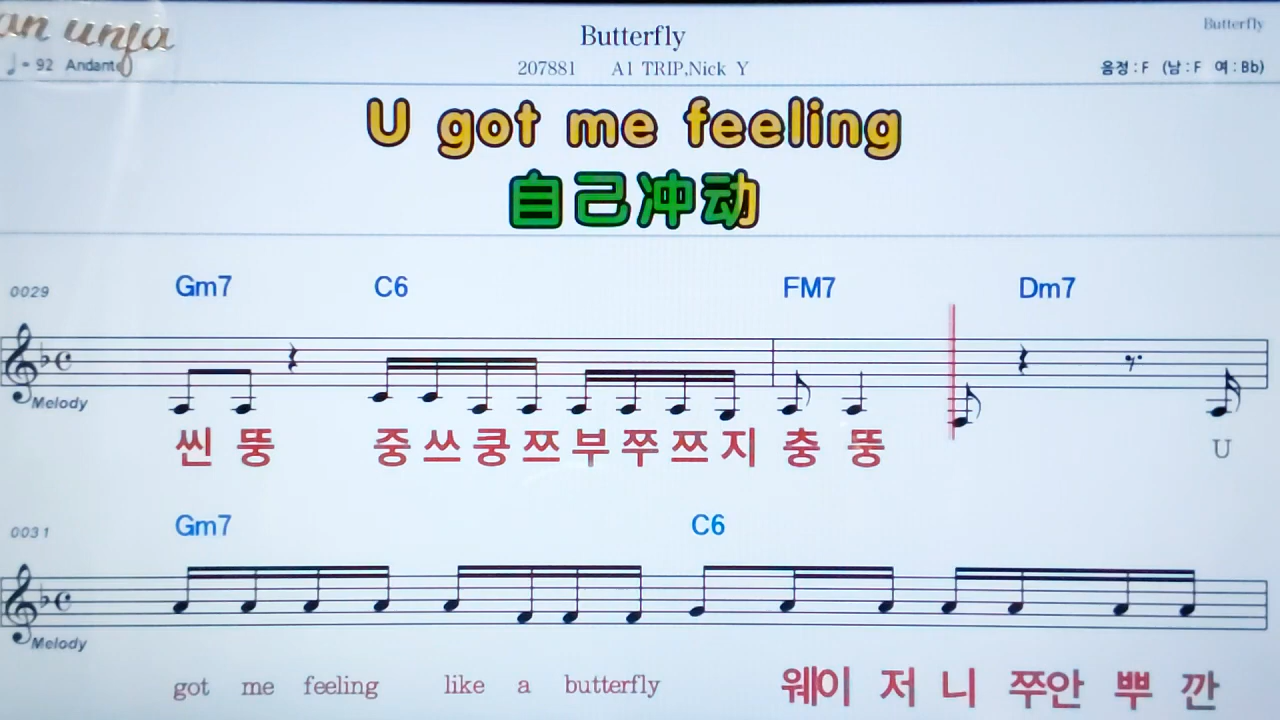 Butterfly
Butterfly
an unja
♩= 92 Andante
207881 A1 TRIP,Nick Y
음정 : F (남 : F 여 : Bb)
U got me feeling
自己冲动
0029 Gm7 C6 FM7 Dm7
Melody
씬 뚱 중 쓰 쿵 쯔 부 쭈 쯔 지 충 뚱 U
0031 Gm7 C6
Melody
got me feeling like a butterfly 웨이 저 니 쭈안 뿌 깐